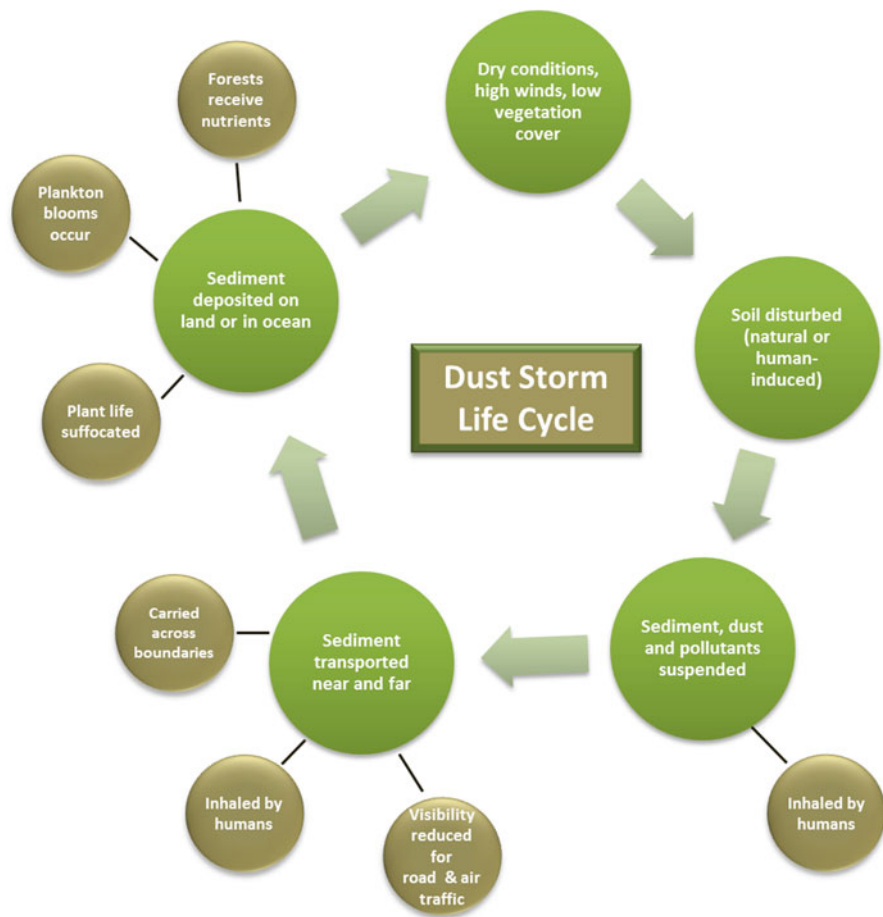 Dust Storm
Life Cycle
Dry conditions,
high winds, low
vegetation
cover
Soil disturbed
(natural or
human-
induced)
Sediment, dust
and pollutants
suspended
Inhaled by
humans
Sediment
transported
near and far
Visibility
reduced
for
road & air
traffic
Inhaled by
humans
Carried
across
boundaries
Sediment
deposited on
land or in ocean
Plant life
suffocated
Plankton
blooms
occur
Forests
receive
nutrients